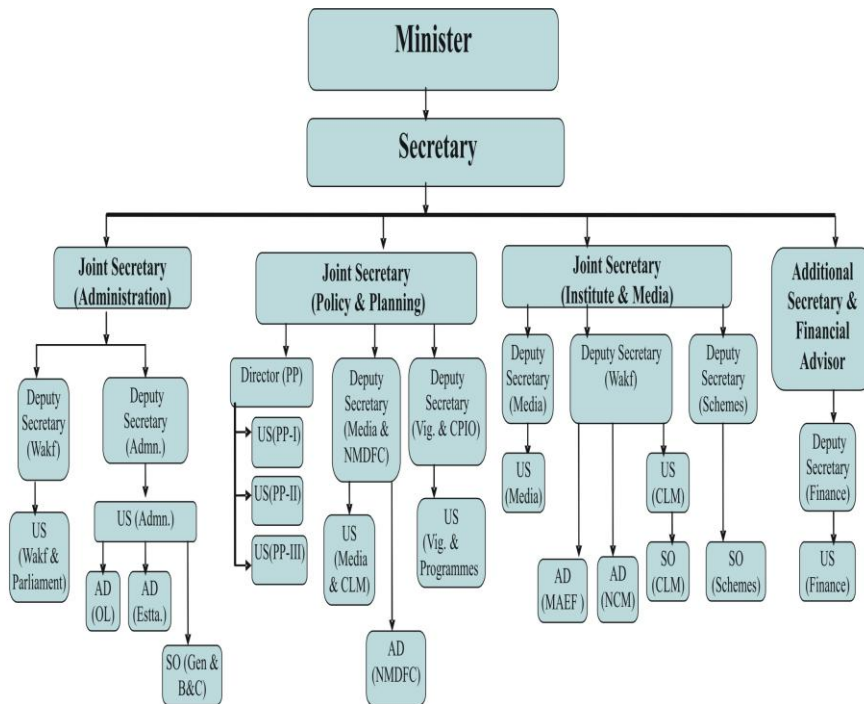 Minister
Secretary
Joint Secretary
(Administration)
Joint Secretary
(Policy & Planning)
Joint Secretary
(Institute & Media)
Additional
Secretary &
Financial
Advisor
Deputy
Secretary
(Wakf)
Deputy
Secretary
(Admn.)
Director (PP)
Deputy
Secretary
(Media &
NMDFC)
Deputy
Secretary
(Vig. & CPIO)
Deputy
Secretary
(Media)
Deputy Secretary
(Wakf)
Deputy
Secretary
(Schemes)
Deputy
Secretary
(Finance)
US
(Wakf &
Parliament)
US (Admn.)
US(PP-I)
US(PP-II)
US(PP-III)
US
(Media
& CLM)
US
Vig. &
Programmes
US
(Media)
US
(CLM)
US
(Finance)
AD
(OL)
AD
(Estta.)
SO (Gen &
B&C)
AD
(NMDFC)
AD
(MAEF )
AD
(NCM)
SO
(CLM)
SO
(Schemes)